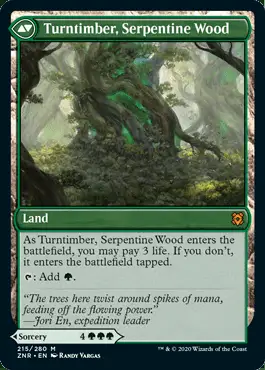 Turntimber, Serpentine Wood
Land
As Turntimber, Serpentine Wood enters the
battlefield, you may pay 3 life. If you don't,
it enters the battlefield tapped.
: Add .
“The trees here twist around spikes of mana,
feeding off the flowing power.”
—Jori En, expedition leader
Sorcery 4
215/280 M
ZNR • EN RANDY VARGAS
™ & © 2020 Wizards of the Coast